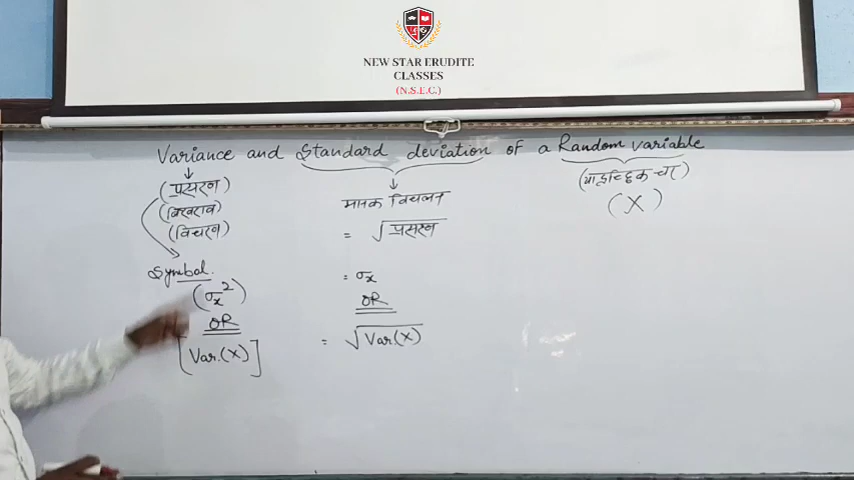 NEW STAR ERUDITE
CLASSES
(N.S.E.C.)
Variance and Standard deviation of a Random variable
(प्रसरण)
(बिखराव)
(विचरण)
Symbol.
(σx²)
OR
[Var.(X)]
मानक विचलन
= √प्रसरण
= σx
OR
= √Var.(X)
(यादृच्छिक चर)
(X)